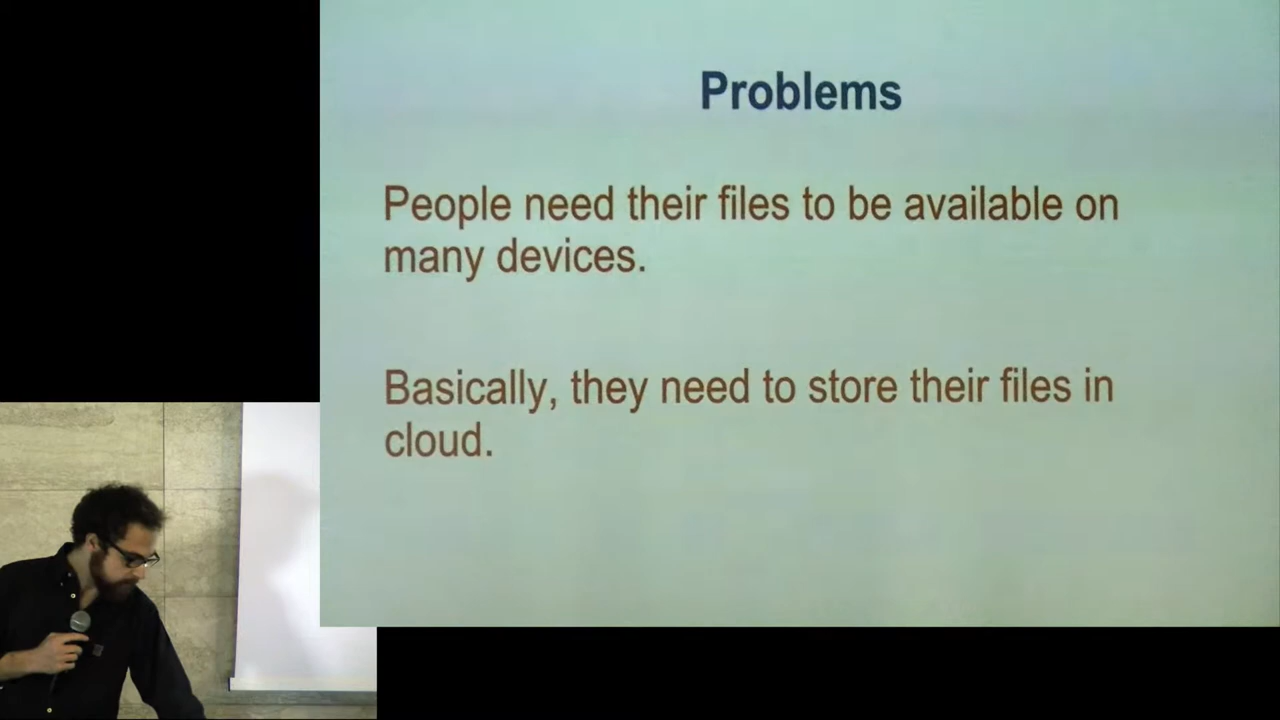 Problems
People need their files to be available on
many devices.
Basically, they need to store their files in
cloud.